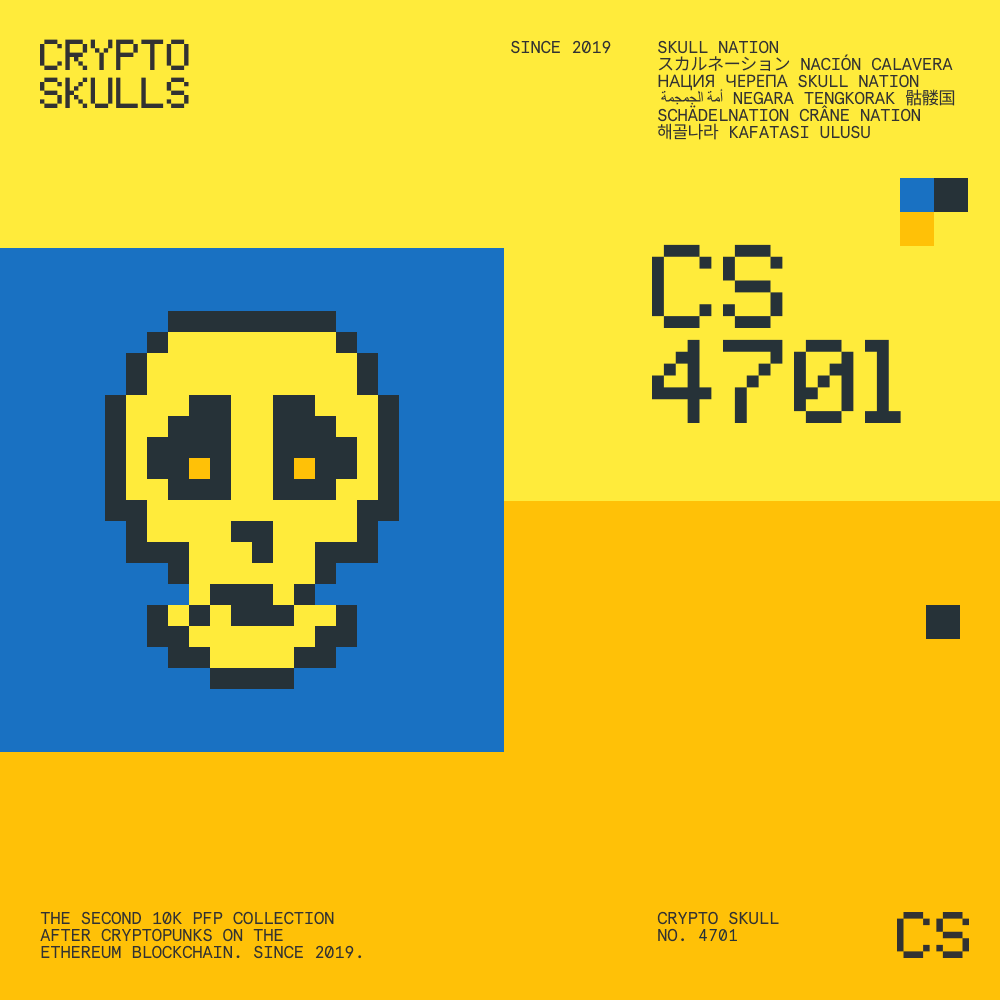 CRYPTO
SKULLS
SINCE 2019
SKULL NATION
スカルネーション NACIÓN CALAVERA
НАЦИЯ ЧЕРЕПА SKULL NATION
أمة الجمجمة NEGARA TENGKORAK 骷髅国
SCHÄDELNATION CRÂNE NATION
해골나라 KAFATASI ULUSU
CS
4701
THE SECOND 10K PFP COLLECTION
AFTER CRYPTOPUNKS ON THE
ETHEREUM BLOCKCHAIN. SINCE 2019.
CRYPTO SKULL
NO. 4701
CS